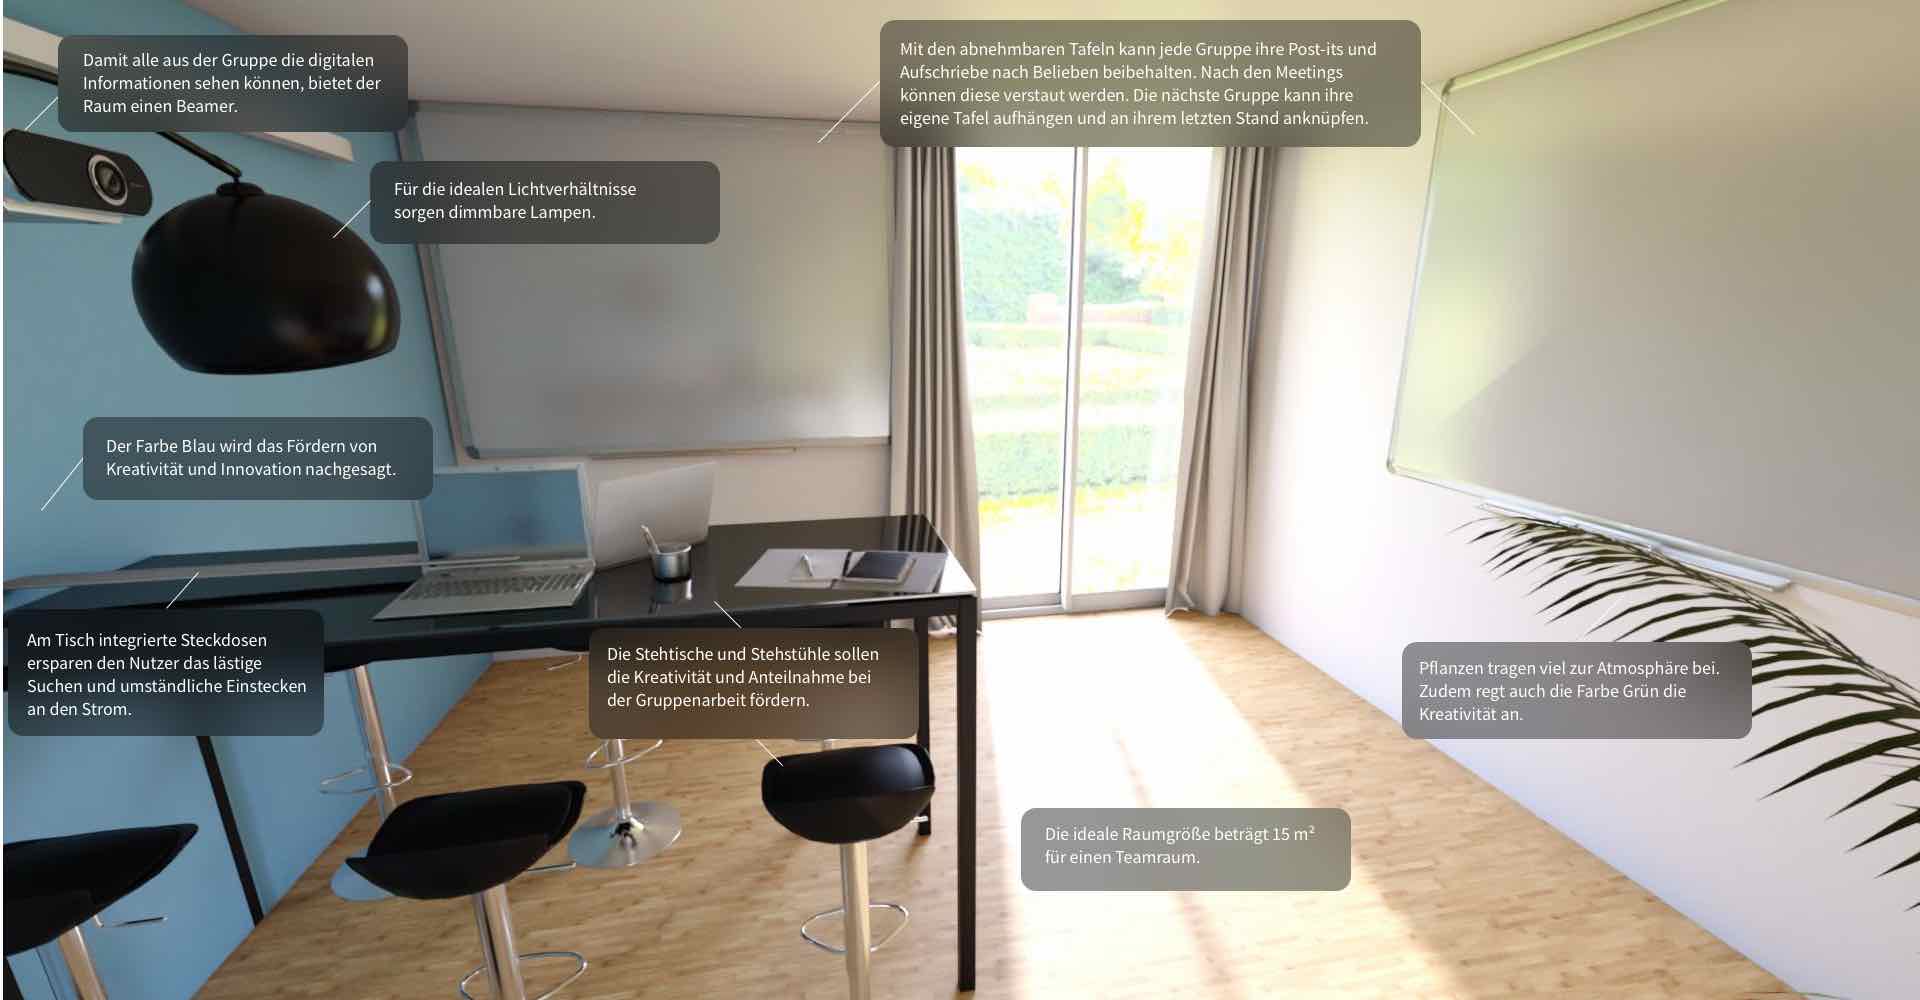 Damit alle aus der Gruppe die digitalen
Informationen sehen können, bietet der
Raum einen Beamer.
Mit den abnehmbaren Tafeln kann jede Gruppe ihre Post-its und
Aufschriebe nach Belieben beibehalten. Nach den Meetings
können diese verstaut werden. Die nächste Gruppe kann ihre
eigene Tafel aufhängen und an ihrem letzten Stand anknüpfen.
Für die idealen Lichtverhältnisse
sorgen dimmbare Lampen.
Der Farbe Blau wird das Fördern von
Kreativität und Innovation nachgesagt.
Am Tisch integrierte Steckdosen
ersparen den Nutzer das lästige
Suchen und umständliche Einstecken
an den Strom.
Die Stehtische und Stehstühle sollen
die Kreativität und Anteilnahme bei
der Gruppenarbeit fördern.
Pflanzen tragen viel zur Atmosphäre bei.
Zudem regt auch die Farbe Grün die
Kreativität an.
Die ideale Raumgröße beträgt 15 m²
für einen Teamraum.